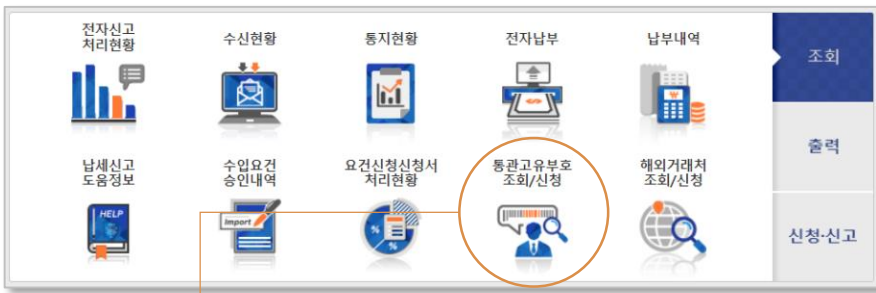 전자신고
처리현황
수신현황
통지현황
전자납부
납부내역
조회
납세신고
도움정보
수입요건
승인내역
요건신청신청서
처리현황
통관고유부호
조회/신청
해외거래처
조회/신청
출력
HELP
import
%
%
신청·신고